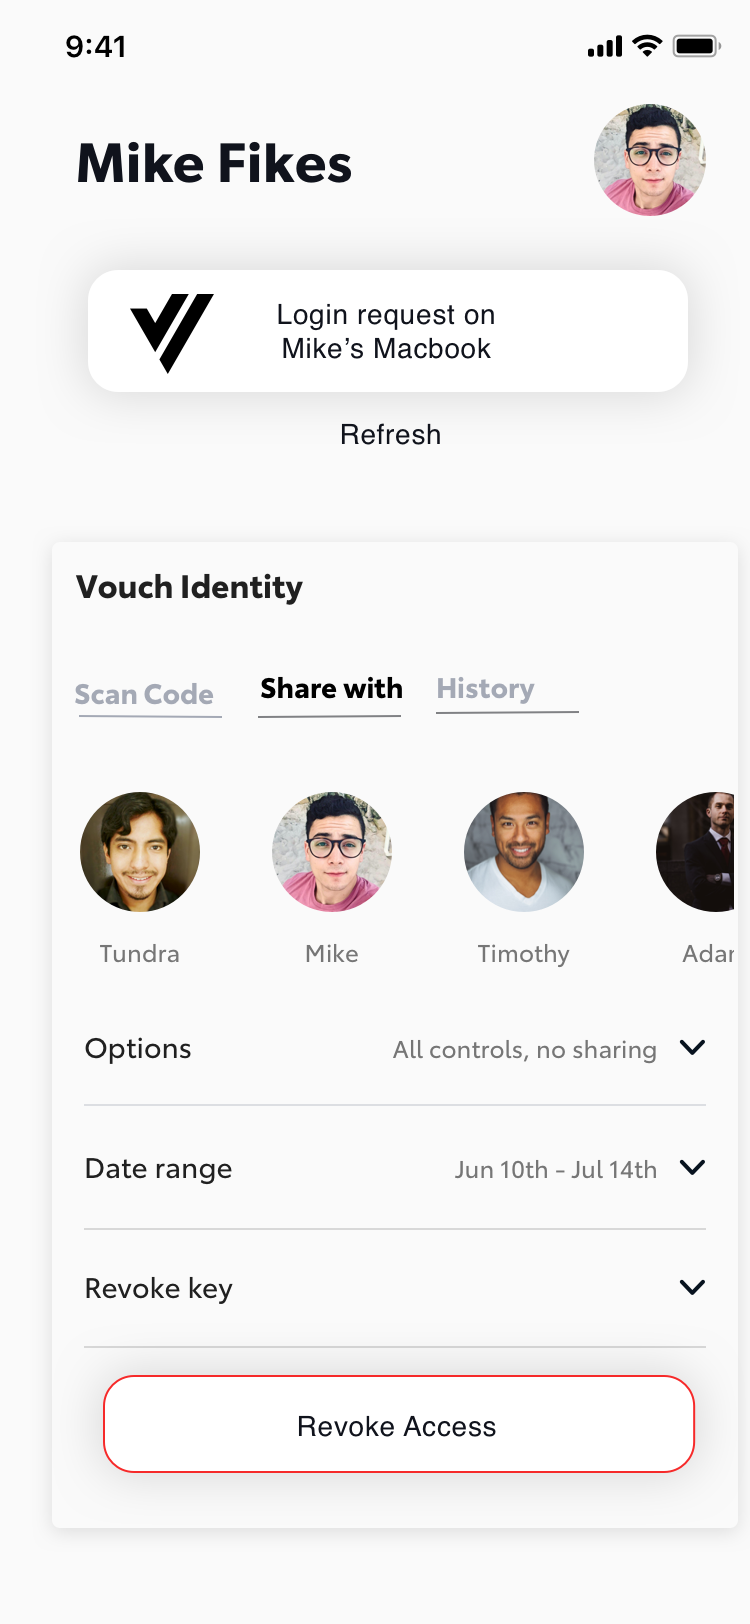 9:41
Mike Fikes
Login request on
Mike's Macbook
Refresh
Vouch Identity
Scan Code
Share with
History
Tundra
Mike
Timothy
Options
All controls, no sharing
Date range
Jun 10th - Jul 14th
Revoke key
Revoke Access